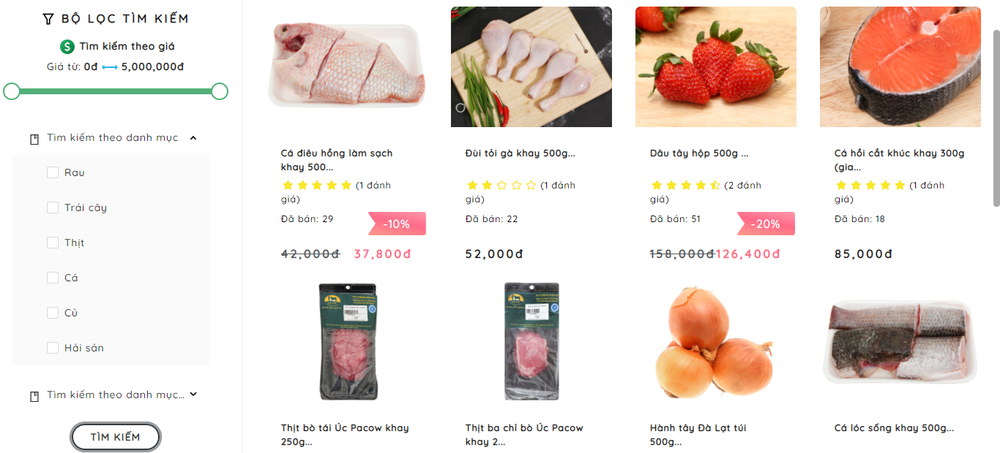 BỘ LỌC TÌM KIẾM
Tìm kiếm theo giá
Giá từ: 0đ 5,000,000đ
Tìm kiếm theo danh mục
Rau
Trái cây
Thịt
Cá
Củ
Hải sản
Tìm kiếm theo danh mục...
TÌM KIẾM
Cá điêu hồng làm sạch
khay 500...
(1 đánh
giá)
Đã bán: 29
-10%
42,000đ 37,800đ
Đùi tỏi gà khay 500g...
(1 đánh
giá)
Đã bán: 22
52,000đ
Dâu tây hộp 500g ...
(2 đánh
giá)
Đã bán: 51
-20%
158,000đ126,400đ
Cá hồi cắt khúc khay 300g
(gia...
(1 đánh
giá)
Đã bán: 18
85,000đ
Thịt bò tái Úc Pacow khay
250g...
Thịt ba chỉ bò Úc Pacow
khay 2...
Hành tây Đà Lạt túi
500g...
Cá lóc sống khay 500g...